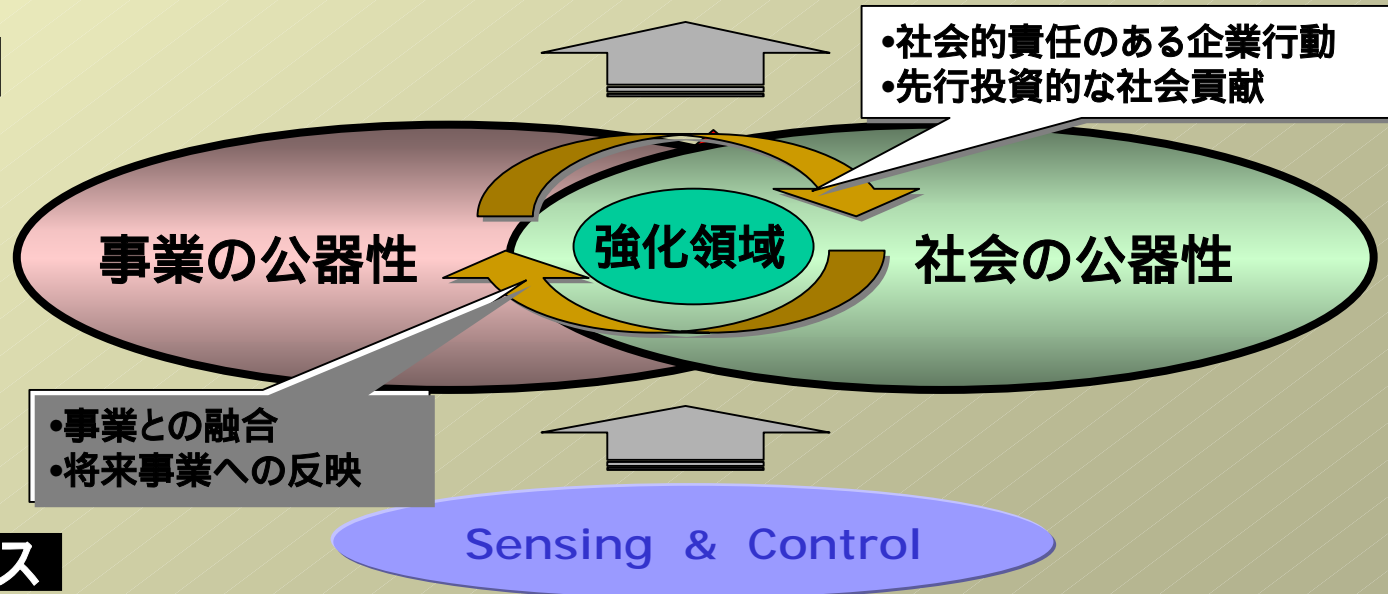 •社会的責任のある企業行動
•先行投資的な社会貢献
事業の公器性
強化領域
社会の公器性
•事業との融合
•将来事業への反映
Sensing & Control
ス